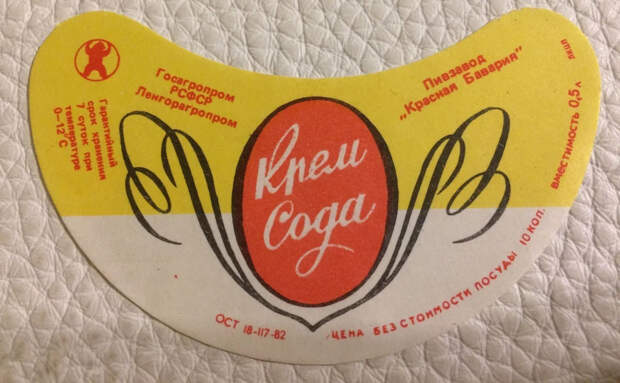 Госагропром
РСФСР
Ленгорагропром
Пивзавод
„Красная Бавария"
Гарантийный
срок хранения
7 суток при
температуре
0—12°С
Крем
Сода
вместимость 0,5 л
ОСТ 18-117-82
ЦЕНА БЕЗ СТОИМОСТИ ПОСУДЫ 10 КОП.